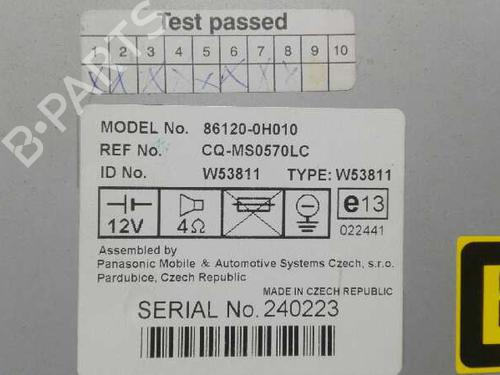 Test passed
1 2 3 4 5 6 7 8 9 10
MODEL No. 86120-0H010
REF No. CQ-MS0570LC
ID No. W53811 TYPE: W53811
12V 4Ω e13
022441
Assembled by
Panasonic Mobile & Automotive Systems Czech, s.r.o.
Pardubice, Czech Republic
MADE IN CZECH REPUBLIC
SERIAL No. 240223
B-PARTS